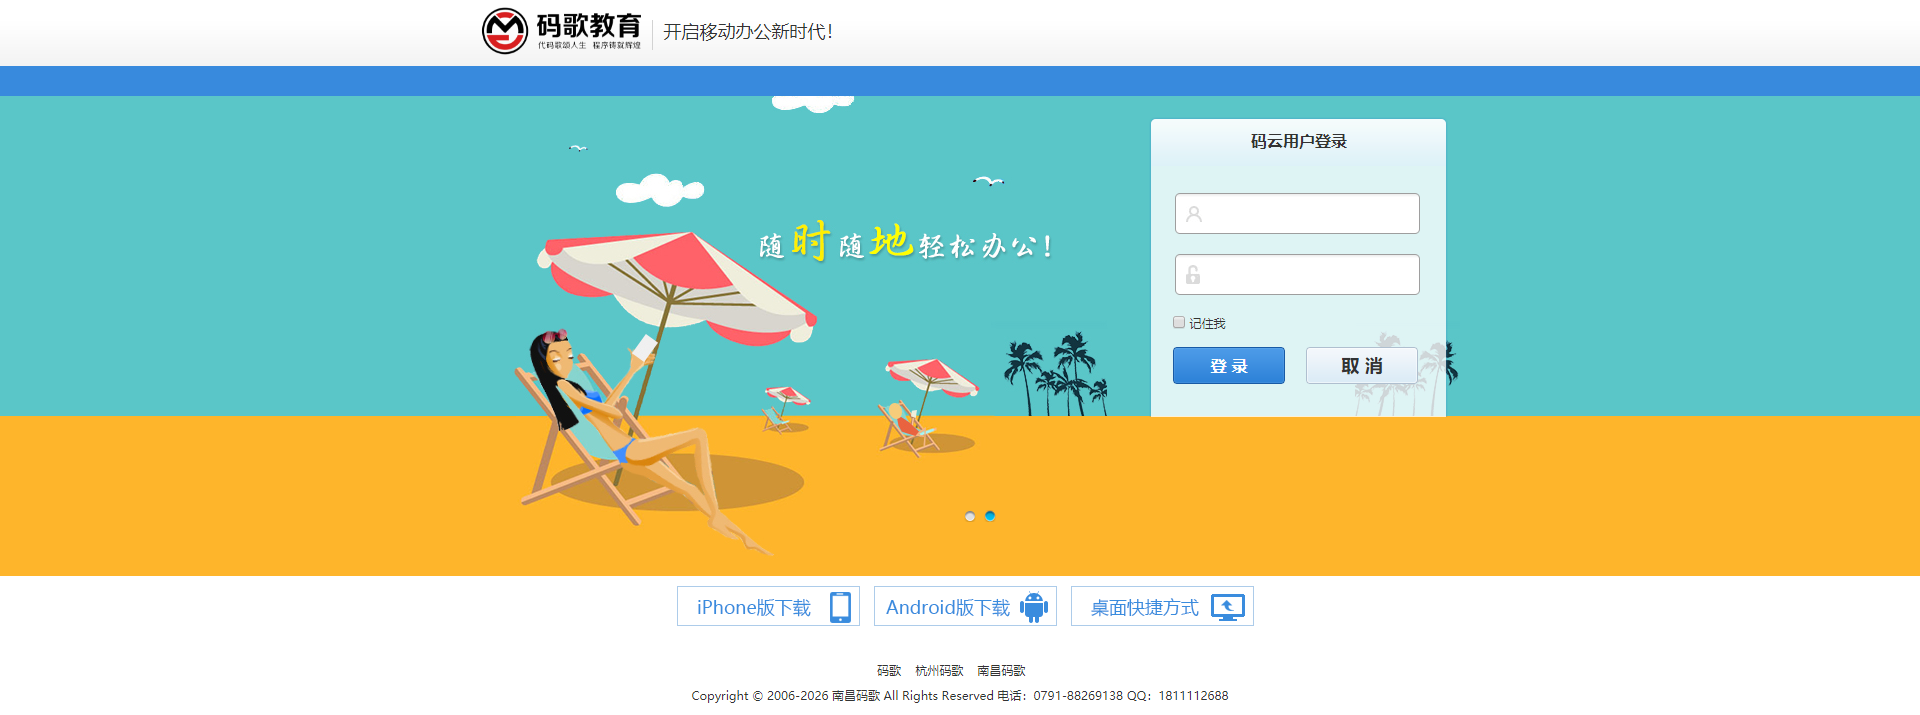 码歌教育
代码歌颂人生 程序铸就辉煌
开启移动办公新时代!
码云用户登录
随时随地轻松办公!
记住我
登 录 取 消
iPhone版下载 Android版下载 桌面快捷方式
码歌 杭州码歌 南昌码歌
Copyright © 2006-2026 南昌码歌 All Rights Reserved 电话：0791-88269138 QQ：1811112688